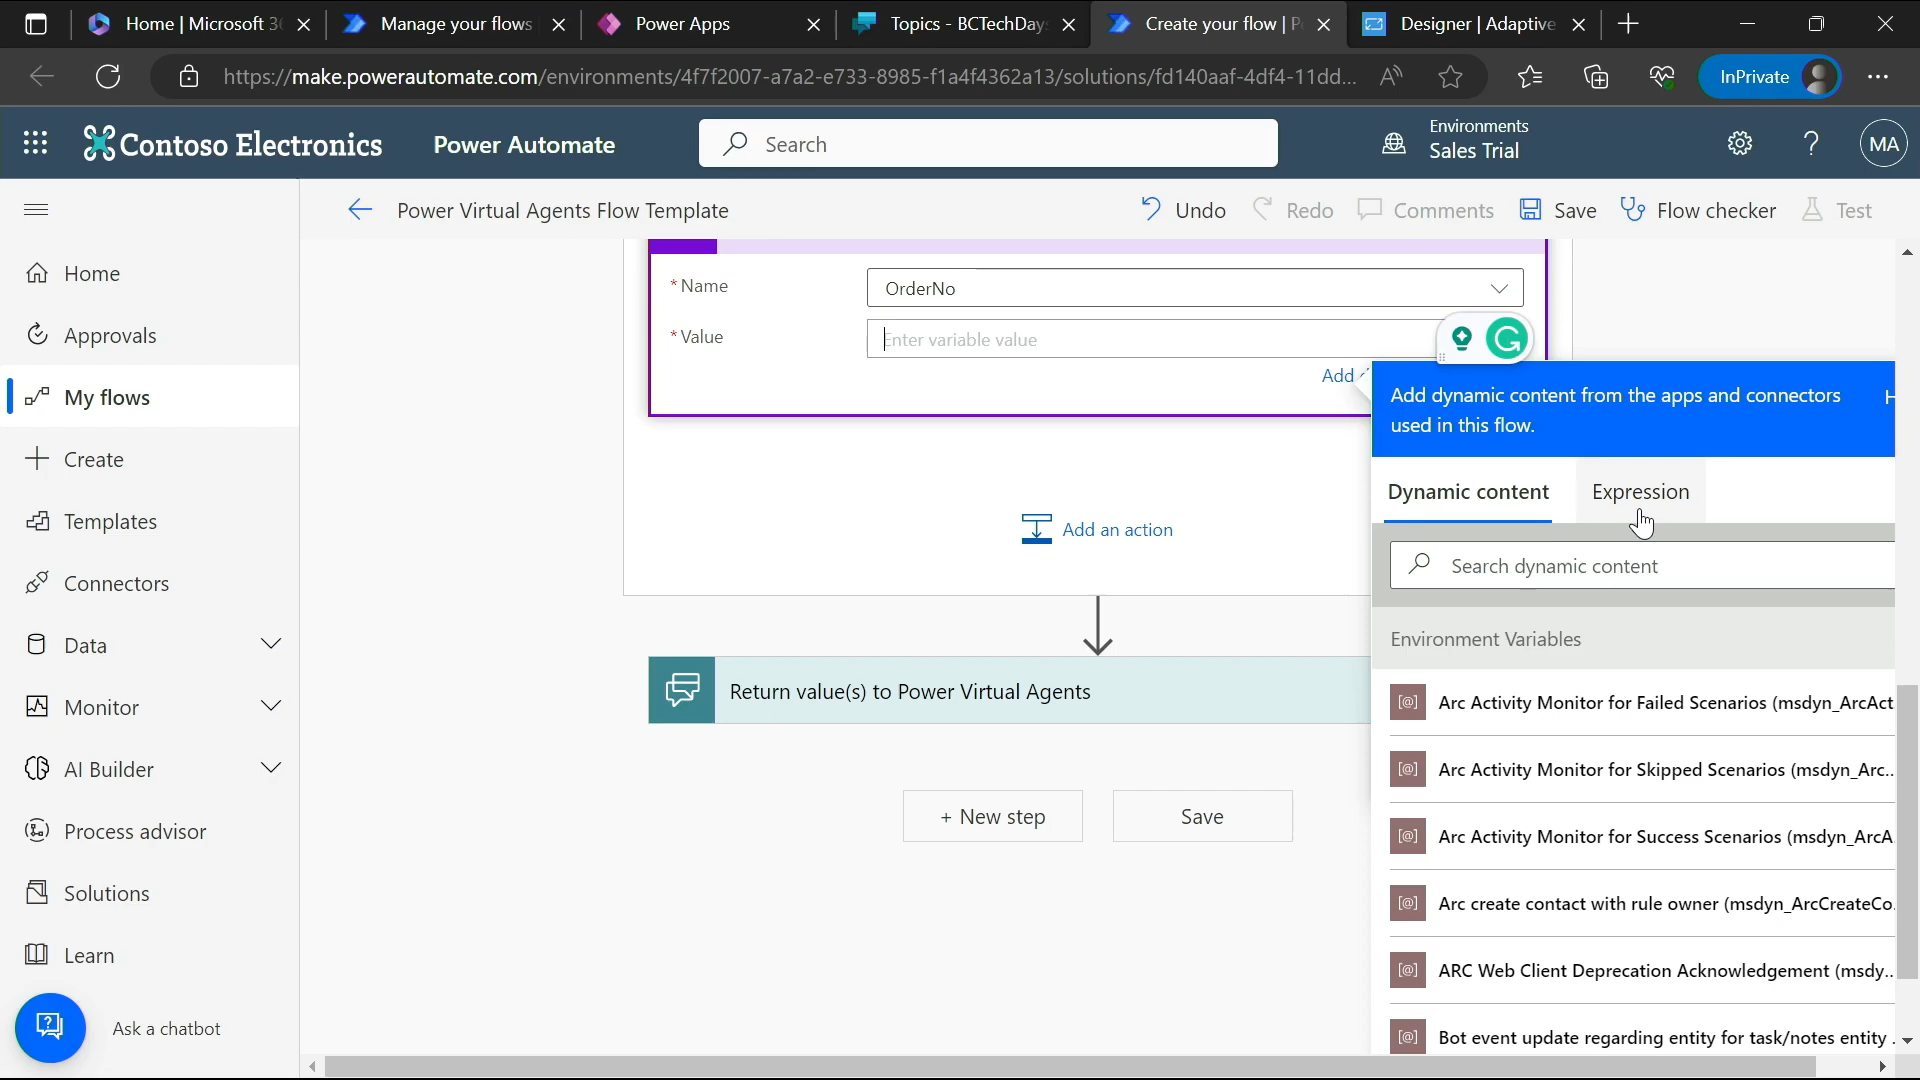 Home | Microsoft 3
Manage your flows
Power Apps
Topics - BCTechDay
Create your flow | P
Designer | Adaptive
https://make.powerautomate.com/environments/4f7f2007-a7a2-e733-8985-f1a4f4362a13/solutions/fd140aaf-4df4-11dd...
InPrivate
Contoso Electronics
Power Automate
Search
Environments
Sales Trial
MA
Power Virtual Agents Flow Template
Undo
Redo
Comments
Save
Flow checker
Test
Home
Approvals
My flows
Create
Templates
Connectors
Data
Monitor
AI Builder
Process advisor
Solutions
Learn
Ask a chatbot
* Name
OrderNo
* Value
Enter variable value
Add
Add an action
Return value(s) to Power Virtual Agents
+ New step
Save
Add dynamic content from the apps and connectors
used in this flow.
Dynamic content
Expression
Search dynamic content
Environment Variables
Arc Activity Monitor for Failed Scenarios (msdyn_ArcAct
Arc Activity Monitor for Skipped Scenarios (msdyn_Arc...
Arc Activity Monitor for Success Scenarios (msdyn_ArcA
Arc create contact with rule owner (msdyn_ArcCreateCo
ARC Web Client Deprecation Acknowledgement (msdy...
Bot event update regarding entity for task/notes entity